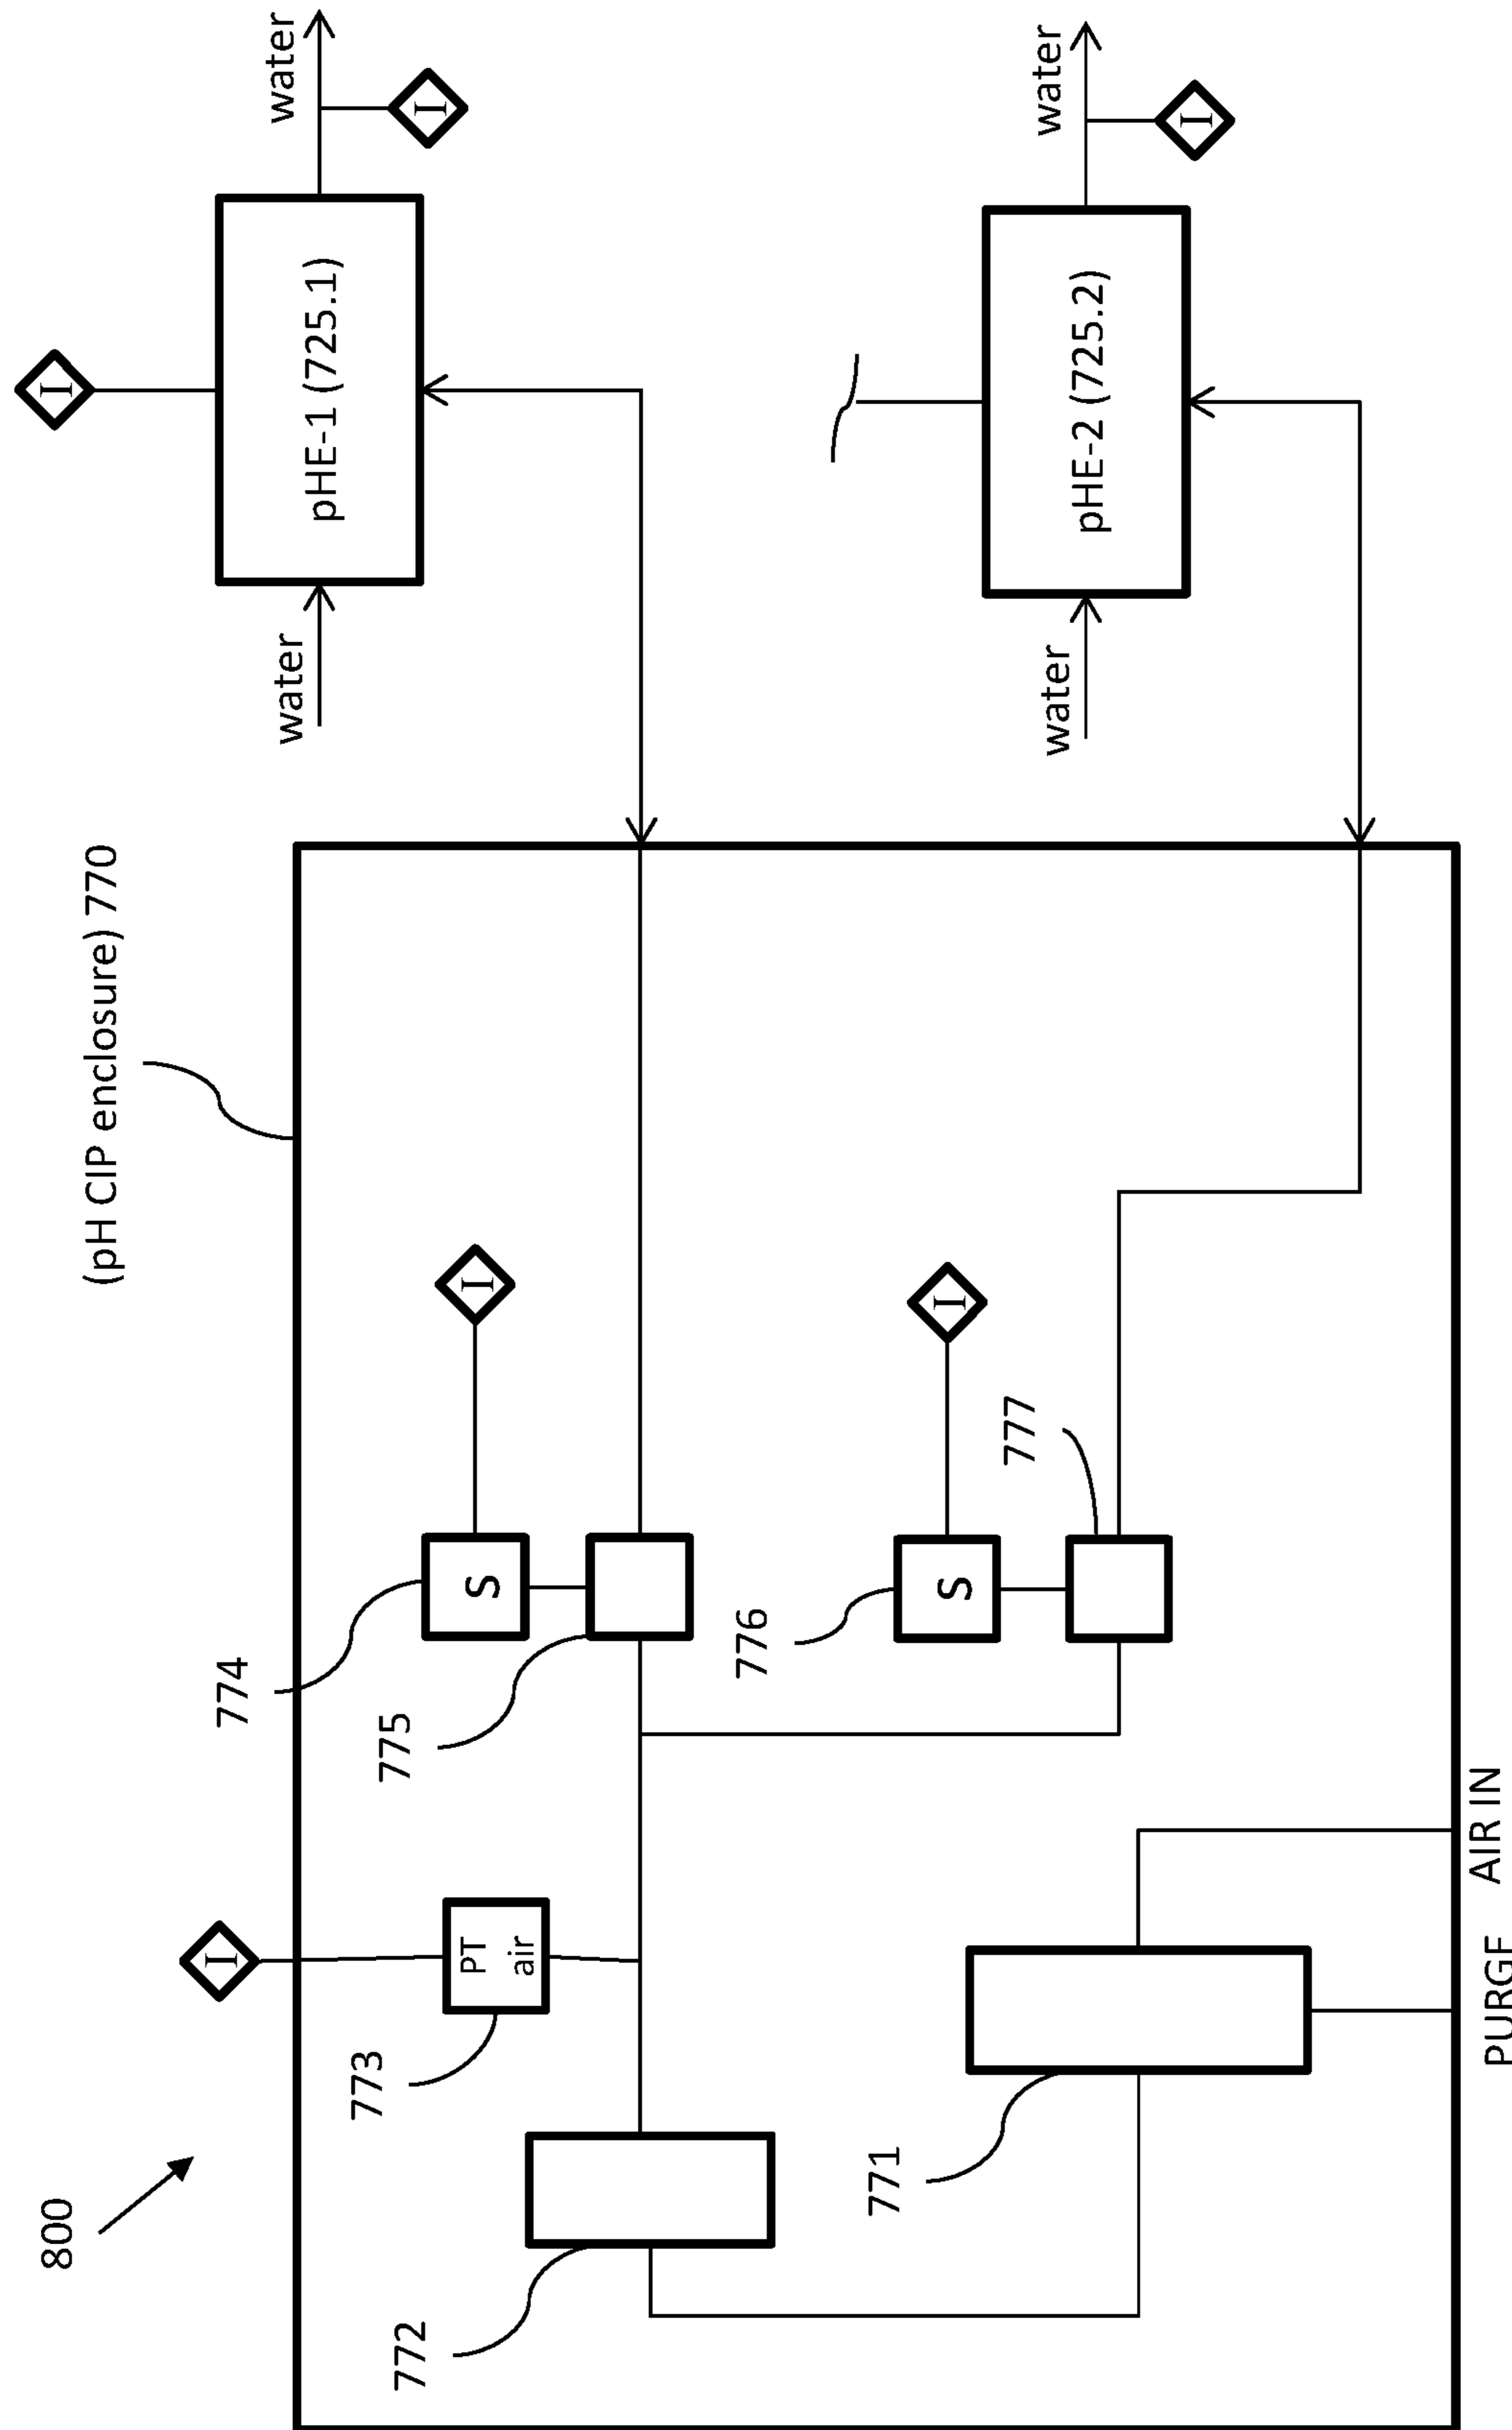 800
I
(pH CIP enclosure) 770
I
774
water
water
pHE-1 (725.1)
773
775
772
I
PT
air
S
I
776
771
S
I
777
water
water
pHE-2 (725.2)
I
PURGE
AIR IN